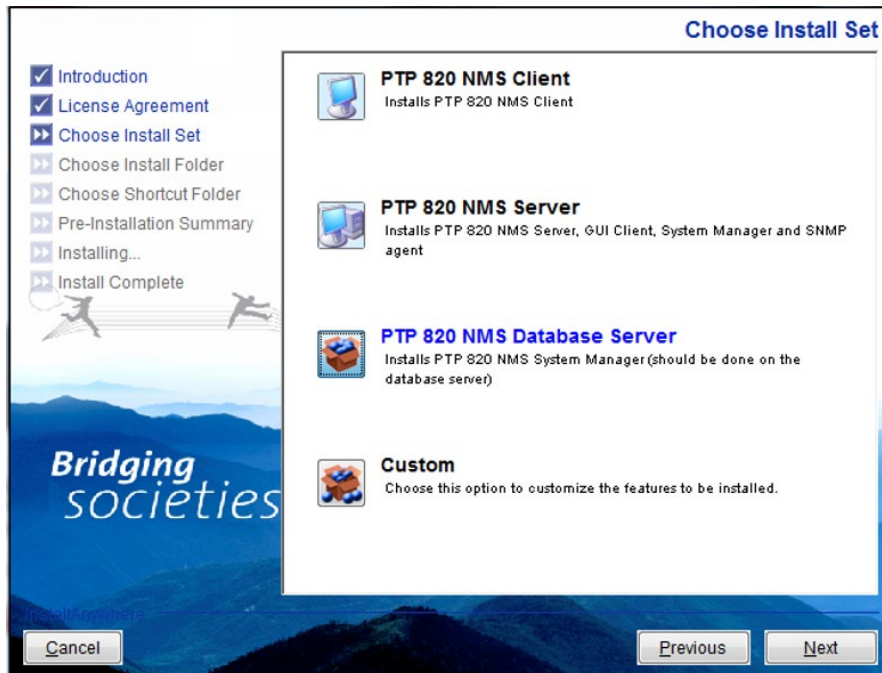 Choose Install Set
Introduction
License Agreement
Choose Install Set
Choose Install Folder
Choose Shortcut Folder
Pre-Installation Summary
Installing...
Install Complete
PTP 820 NMS Client
Installs PTP 820 NMS Client
PTP 820 NMS Server
Installs PTP 820 NMS Server, GUI Client, System Manager and SNMP
agent
PTP 820 NMS Database Server
Installs PTP 820 NMS System Manager(should be done on the
database server)
Custom
Choose this option to customize the features to be installed.
Bridging
societies
InstallAnywhere
Cancel
Previous
Next